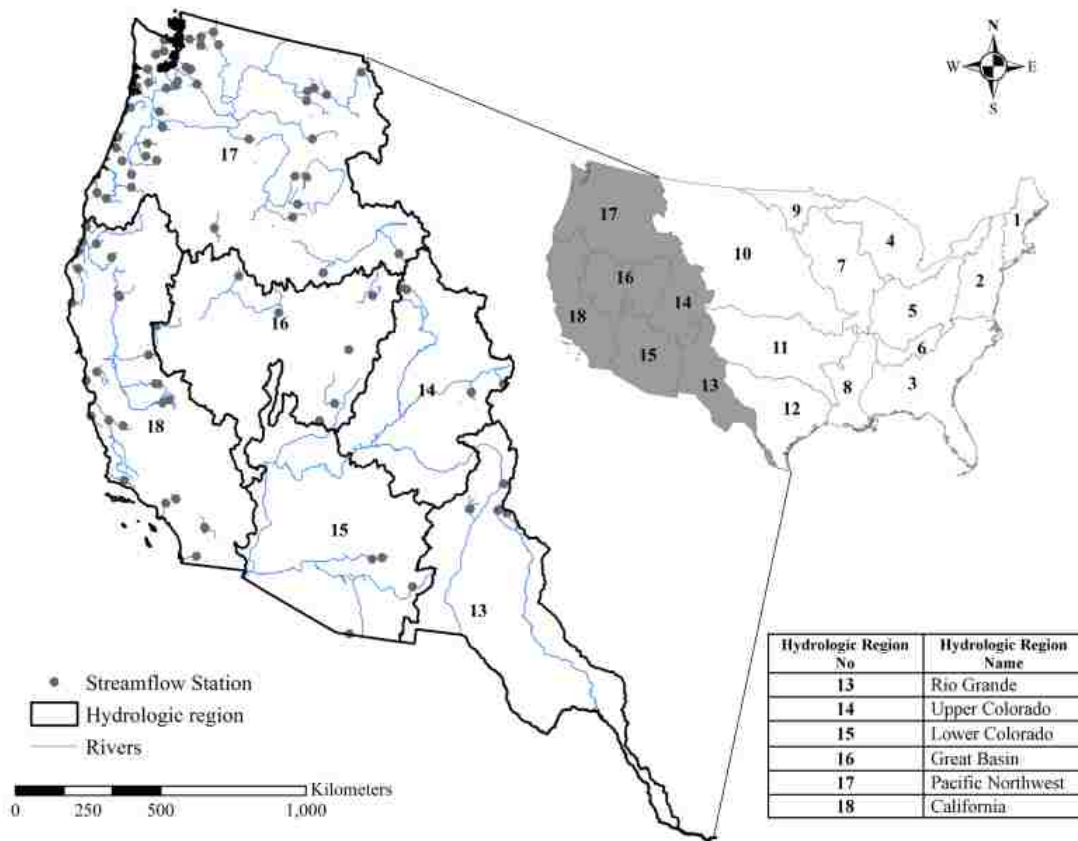 N
W E
S
17
16
14
18
15
13
17
16
18
14
15
13
10
9
7
4
1
2
5
6
11
8
3
12
Streamflow Station
Hydrologic region
Rivers
Kilometers
0 250 500 1,000
Hydrologic Region No Hydrologic Region Name
13 Rio Grande
14 Upper Colorado
15 Lower Colorado
16 Great Basin
17 Pacific Northwest
18 California